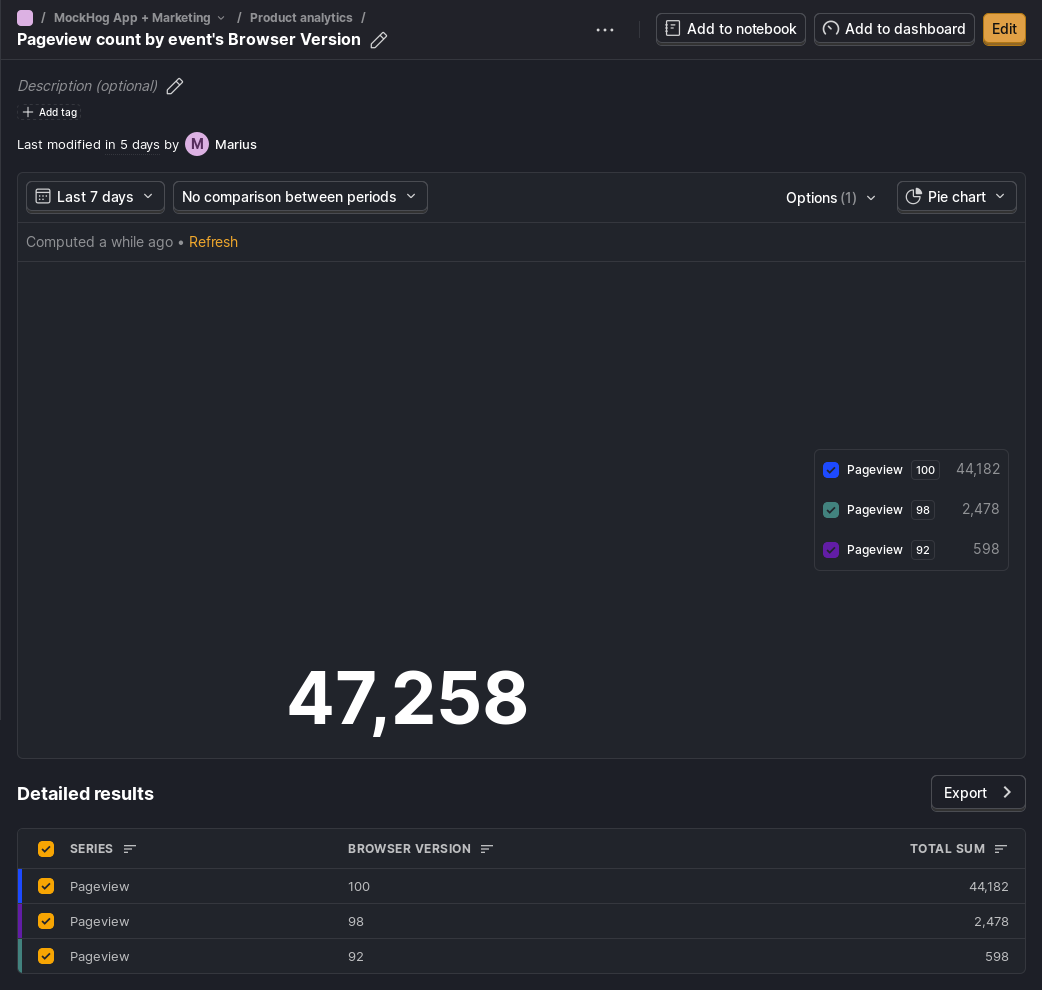 / MockHog App + Marketing / Product analytics /
Pageview count by event's Browser Version
Add to notebook
Add to dashboard
Edit
Description (optional)
Add tag
Last modified in 5 days by M Marius
Last 7 days
No comparison between periods
Options (1)
Pie chart
Computed a while ago • Refresh
Pageview 100 44,182
Pageview 98 2,478
Pageview 92 598
47,258
Detailed results
Export
SERIES BROWSER VERSION TOTAL SUM
Pageview 100 44,182
Pageview 98 2,478
Pageview 92 598